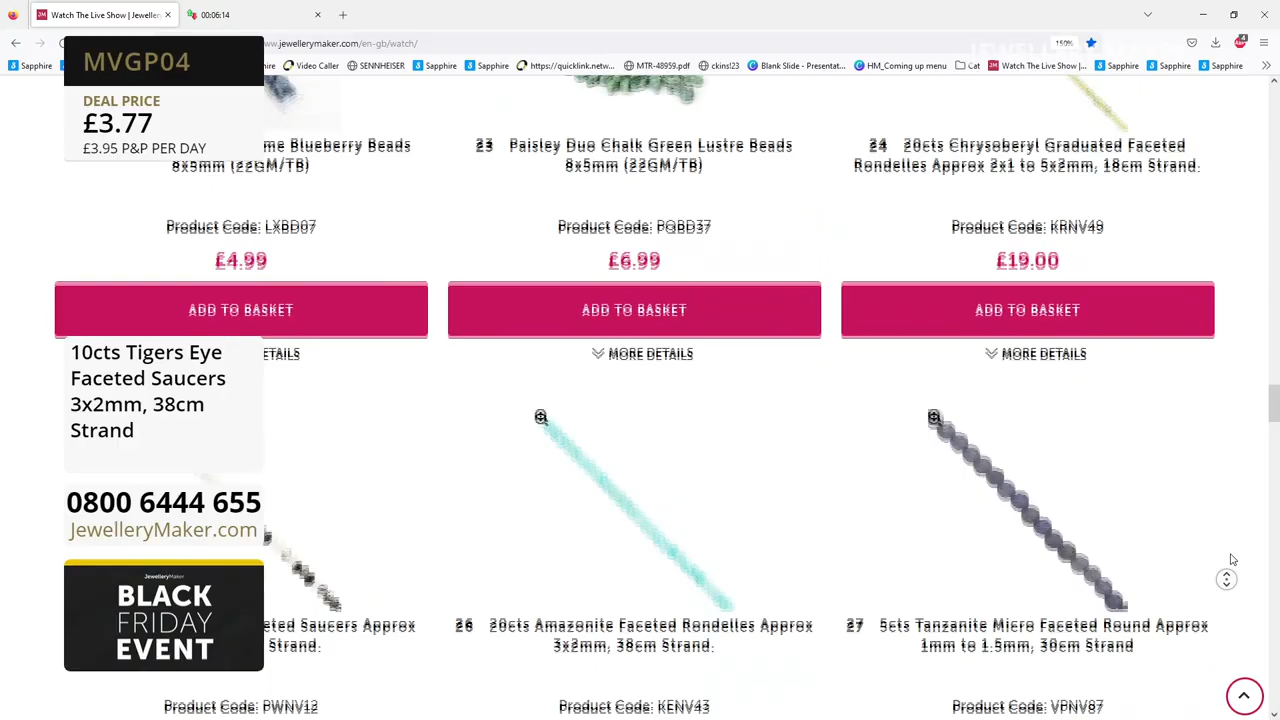 Watch The Live Show | Jeweller
00:06:14
ww.jewellerymaker.com/en-gb/watch/
150%
Sapphire
Video Caller
SENNHEISER
Sapphire
Sapphire
https://quicklink.netw...
MTR-48959.pdf
ckins!23
Blank Slide - Presentat...
HM_Coming up menu
Cat
Watch The Live Show |...
Sapphire
Sapphire
Sapphire
MVGP04
DEAL PRICE
£3.77
£3.95 P&P PER DAY
me Blueberry Beads
8x5mm (22GM/TB)
Product Code: LXBD07
£4.99
ADD TO BASKET
ETAILS
23 Paisley Duo Chalk Green Lustre Beads
8x5mm (22GM/TB)
Product Code: PQBD37
£6.99
ADD TO BASKET
MORE DETAILS
24 20cts Chrysoberyl Graduated Faceted
Rondelles Approx 2x1 to 5x2mm, 18cm Strand.
Product Code: KRNV49
£19.00
ADD TO BASKET
MORE DETAILS
10cts Tigers Eye
Faceted Saucers
3x2mm, 38cm
Strand
0800 6444 655
JewelleryMaker.com
JewelleryMaker
BLACK
FRIDAY
EVENT
eted Saucers Approx
Strand.
Product Code: PWNV12
26 20cts Amazonite Faceted Rondelles Approx
3x2mm, 38cm Strand.
Product Code: KENV43
27 5cts Tanzanite Micro Faceted Round Approx
1mm to 1.5mm, 30cm Strand
Product Code: VPNV87